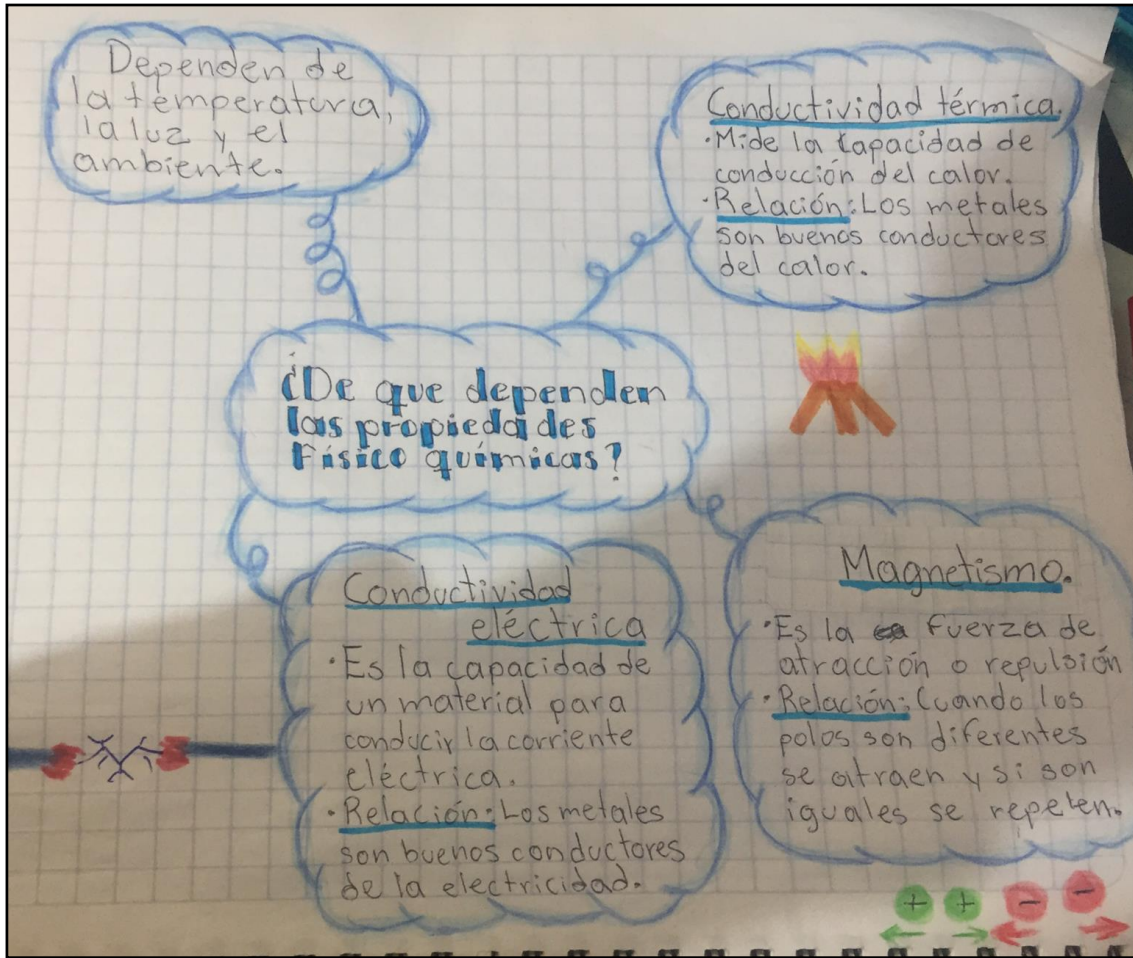 Dependen de
la temperatura,
la luz y el
ambiente.
Conductividad térmica.
·Mide la capacidad de
conducción del calor.
·Relación: Los metales
son buenos conductores
del calor.
¿De que dependen
las propiedades
Físico químicas?
Conductividad
eléctrica
·Es la capacidad de
un material para
conducir la corriente
eléctrica.
·Relación: Los metales
son buenos conductores
de la electricidad.
Magnetismo.
·Es la fuerza de
atracción o repulsión
·Relación: Cuando los
polos son diferentes
se atraen y si son
iguales se repelen.
+ + - -